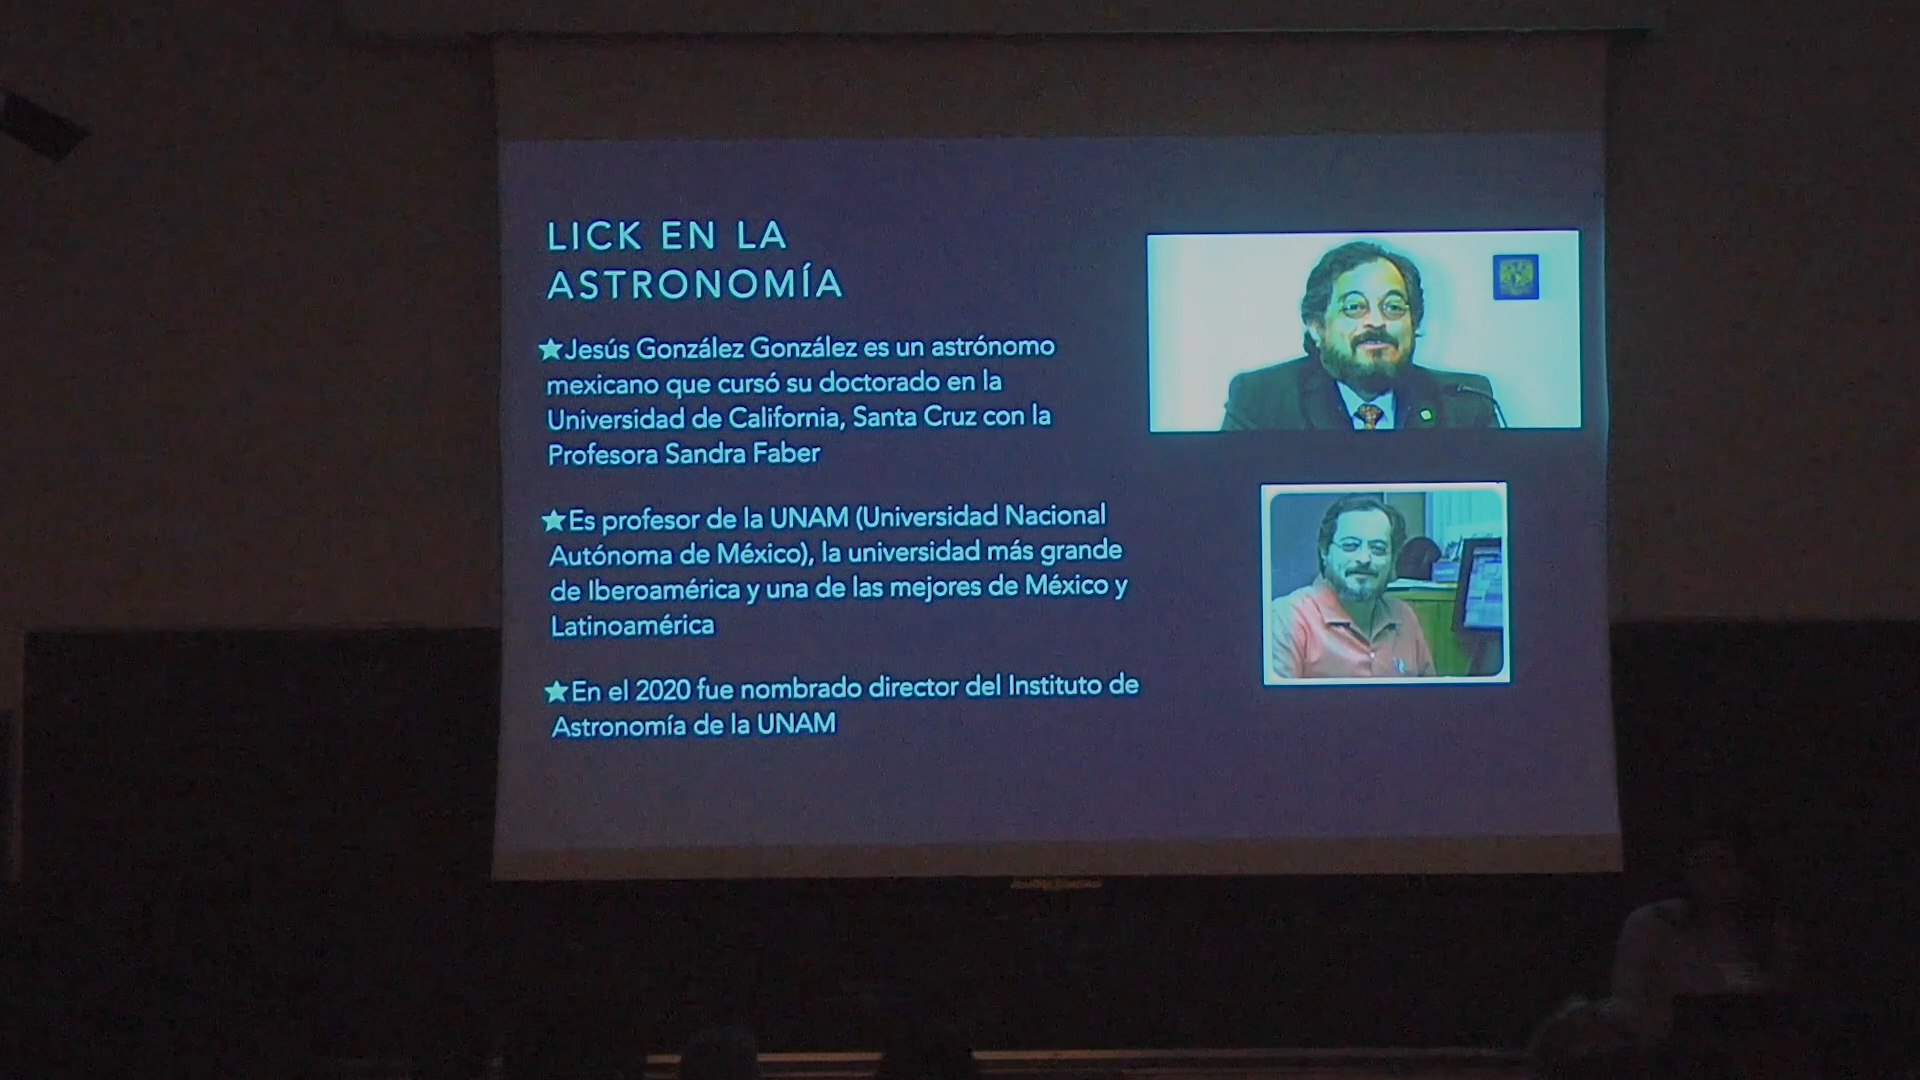 LICK EN LA
ASTRONOMÍA
★Jesús González González es un astrónomo
mexicano que cursó su doctorado en la
Universidad de California, Santa Cruz con la
Profesora Sandra Faber
★Es profesor de la UNAM (Universidad Nacional
Autónoma de México), la universidad más grande
de Iberoamérica y una de las mejores de México y
Latinoamérica
★En el 2020 fue nombrado director del Instituto de
Astronomía de la UNAM